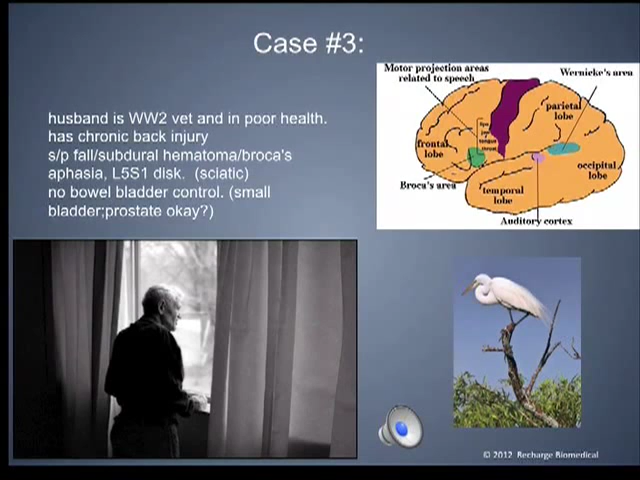 Case #3:
husband is WW2 vet and in poor health.
has chronic back injury
s/p fall/subdural hematoma/broca's
aphasia, L5S1 disk.  (sciatic)
no bowel bladder control. (small
bladder;prostate okay?)
Motor projection areas
related to speech
Wernicke's area
parietal
lobe
frontal
lobe
occipital
lobe
Broca's area
temporal
lobe
Auditory cortex
© 2012 Recharge Biomedical